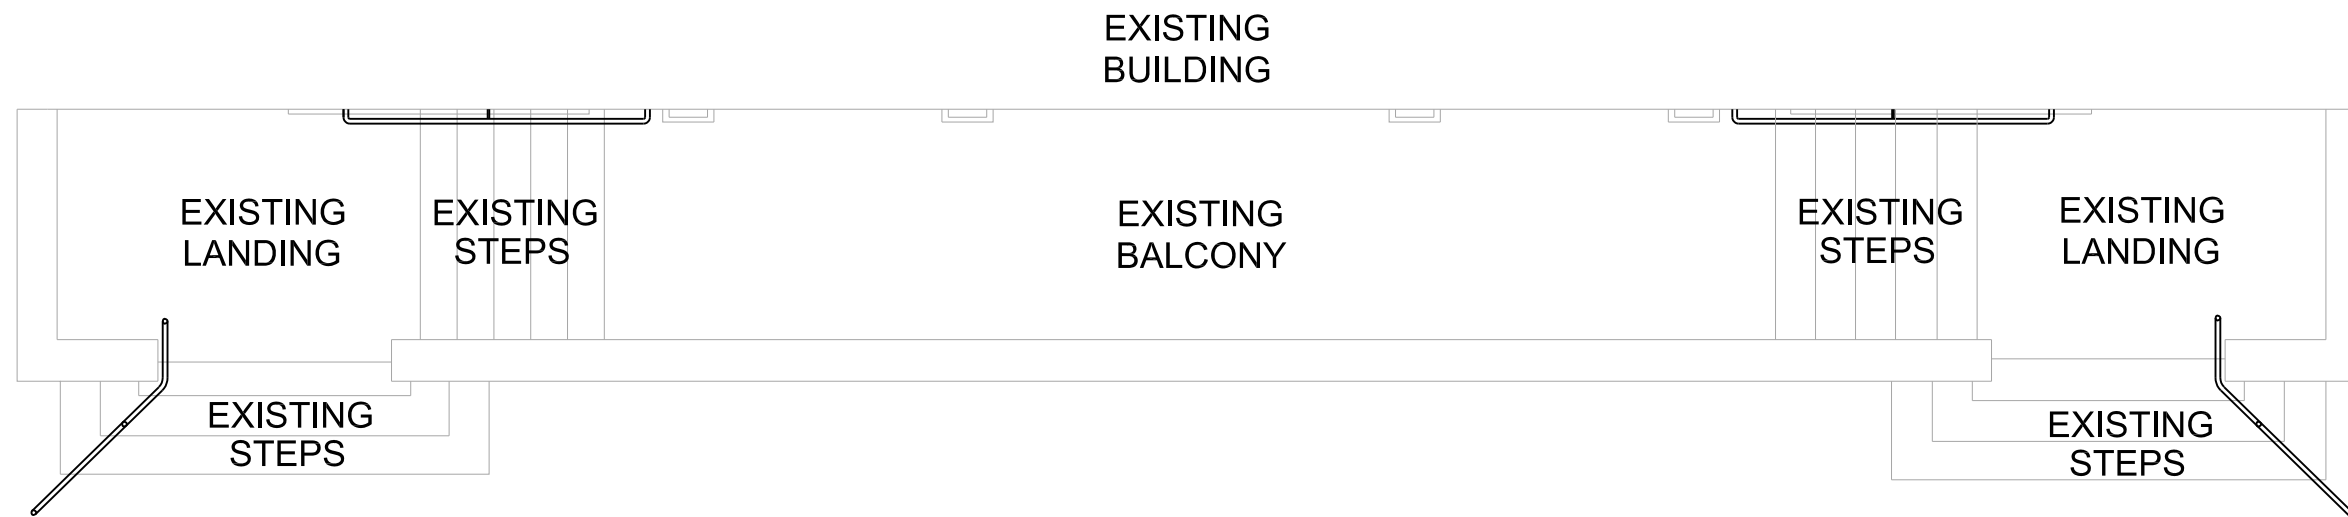 EXISTING
BUILDING
EXISTING
LANDING
EXISTING
STEPS
EXISTING
BALCONY
EXISTING
STEPS
EXISTING
LANDING
EXISTING
STEPS
EXISTING
STEPS